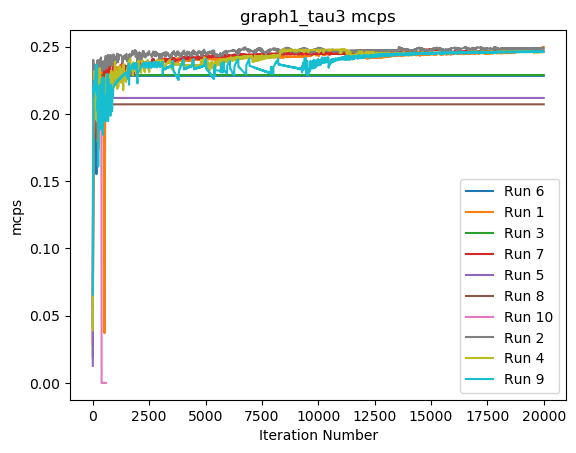 graph1_tau3 mcps
mcps
0.25
0.20
0.15
0.10
0.05
0.00
Run 6
Run 1
Run 3
Run 7
Run 5
Run 8
Run 10
Run 2
Run 4
Run 9
0
2500
5000
7500
10000
12500
15000
17500
20000
Iteration Number